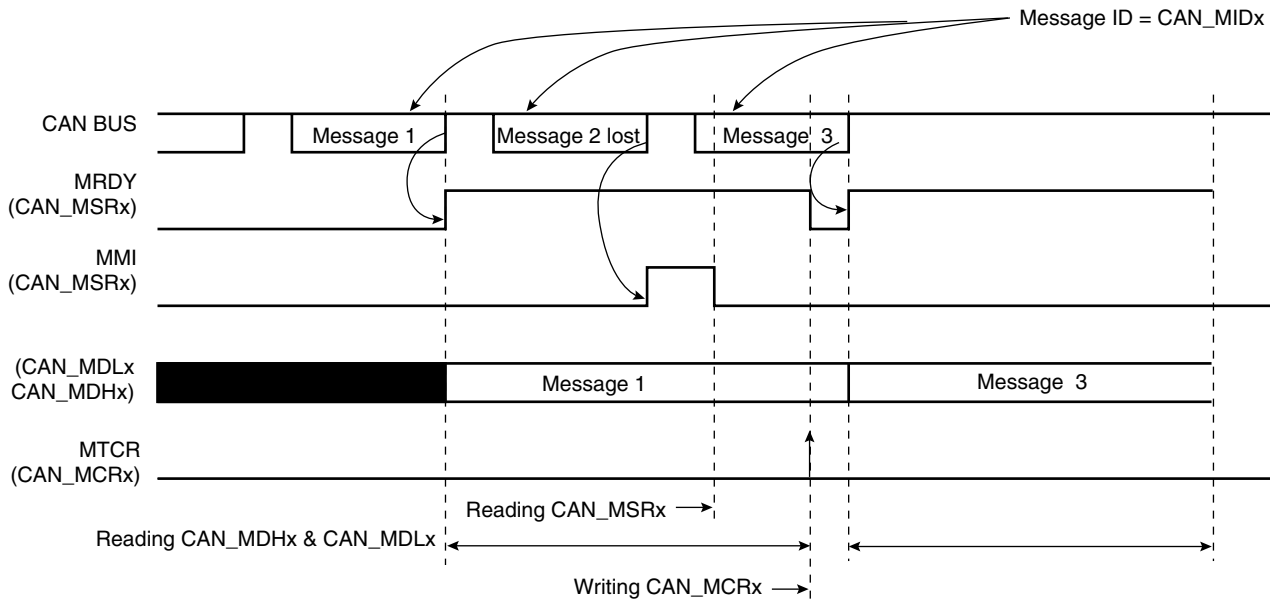 Message ID = CAN_MIDx
CAN BUS
Message 1
Message 2 lost
Message 3
MRDY
(CAN_MSRx)
MMI
(CAN_MSRx)
(CAN_MDLx
CAN_MDHx)
Message 1
Message 3
MTCR
(CAN_MCRx)
Reading CAN_MSRx
Reading CAN_MDHx & CAN_MDLx
Writing CAN_MCRx